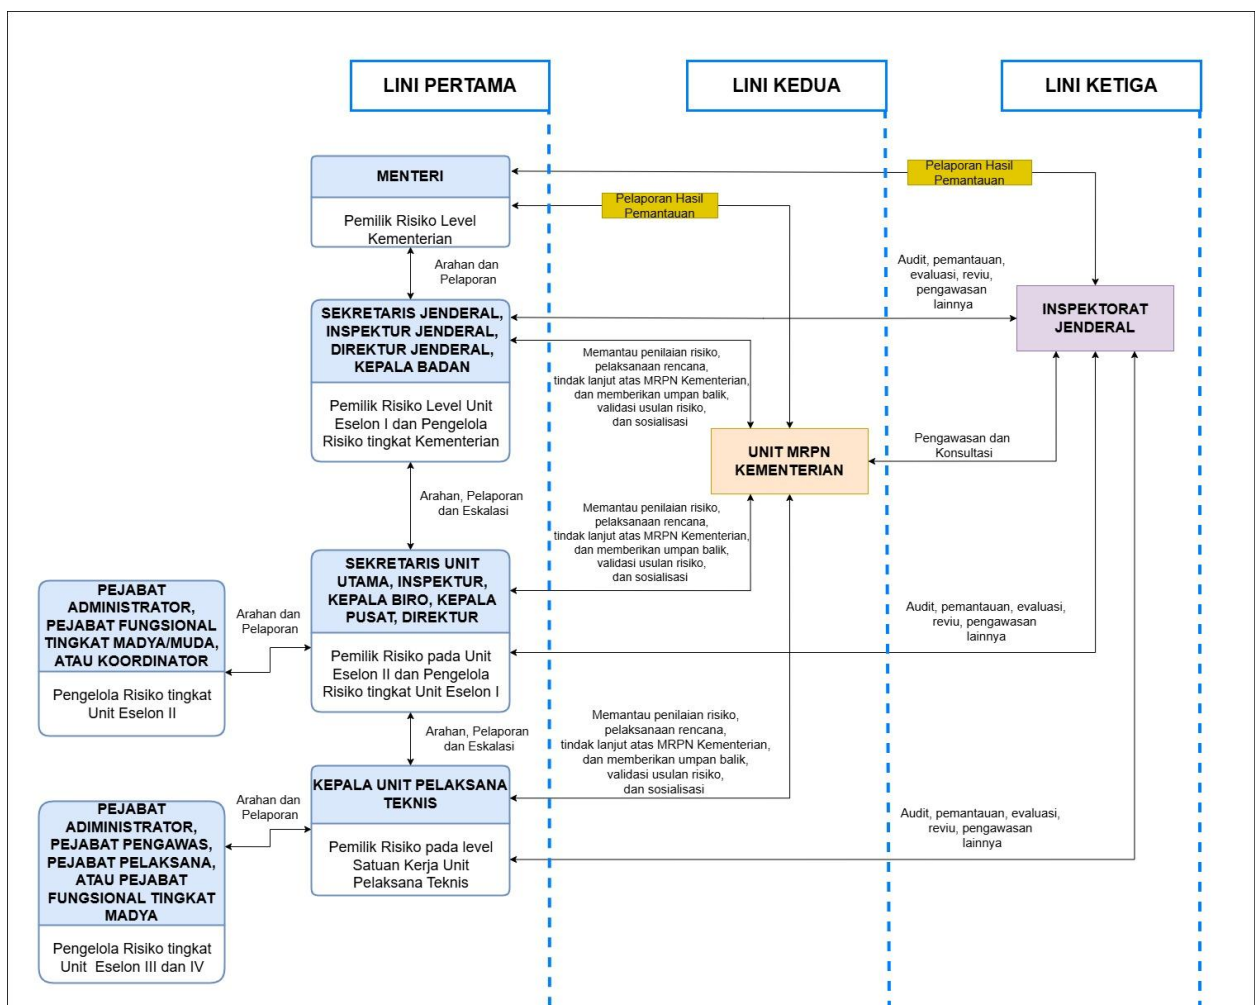 LINI PERTAMA
LINI KEDUA
LINI KETIGA
MENTERI
Pemilik Risiko Level
Kementerian
Pelaporan Hasil
Pemantauan
Pelaporan Hasil
Pemantauan
Arahan dan
Pelaporan
Audit, pemantauan,
evaluasi, reviu,
pengawasan
lainnya
INSPEKTORAT
JENDERAL
SEKRETARIS JENDERAL,
INSPEKTUR JENDERAL,
DIREKTUR JENDERAL,
KEPALA BADAN
Pemilik Risiko Level Unit
Eselon I dan Pengelola
Risiko tingkat Kementerian
Memantau penilaian risiko,
pelaksanaan rencana,
tindak lanjut atas MRPN Kementerian,
dan memberikan umpan balik,
validasi usulan risiko,
dan sosialisasi
UNIT MRPN
KEMENTERIAN
Pengawasan dan
Konsultasi
Arahan, Pelaporan
dan Eskalasi
Memantau penilaian risiko,
pelaksanaan rencana,
tindak lanjut atas MRPN Kementerian,
dan memberikan umpan balik,
validasi usulan risiko,
dan sosialisasi
SEKRETARIS UNIT
UTAMA, INSPEKTUR,
KEPALA BIRO, KEPALA
PUSAT, DIREKTUR
Pemilik Risiko pada Unit
Eselon II dan Pengelola
Risiko tingkat Unit Eselon I
PEJABAT
ADMINISTRATOR,
PEJABAT FUNGSIONAL
TINGKAT MADYA/MUDA,
ATAU KOORDINATOR
Pengelola Risiko tingkat
Unit Eselon II
Arahan dan
Pelaporan
Audit, pemantauan, evaluasi,
reviu, pengawasan
lainnya
Arahan, Pelaporan
dan Eskalasi
Memantau penilaian risiko,
pelaksanaan rencana,
tindak lanjut atas MRPN Kementerian,
dan memberikan umpan balik,
validasi usulan risiko,
dan sosialisasi
KEPALA UNIT PELAKSANA
TEKNIS
Pemilik Risiko pada level
Satuan Kerja Unit
Pelaksana Teknis
Arahan dan
Pelaporan
PEJABAT
ADIMINISTRATOR,
PEJABAT PENGAWAS,
PEJABAT PELAKSANA,
ATAU PEJABAT
FUNGSIONAL TINGKAT
MADYA
Pengelola Risiko tingkat
Unit Eselon III dan IV
Audit, pemantauan, evaluasi,
reviu, pengawasan
lainnya